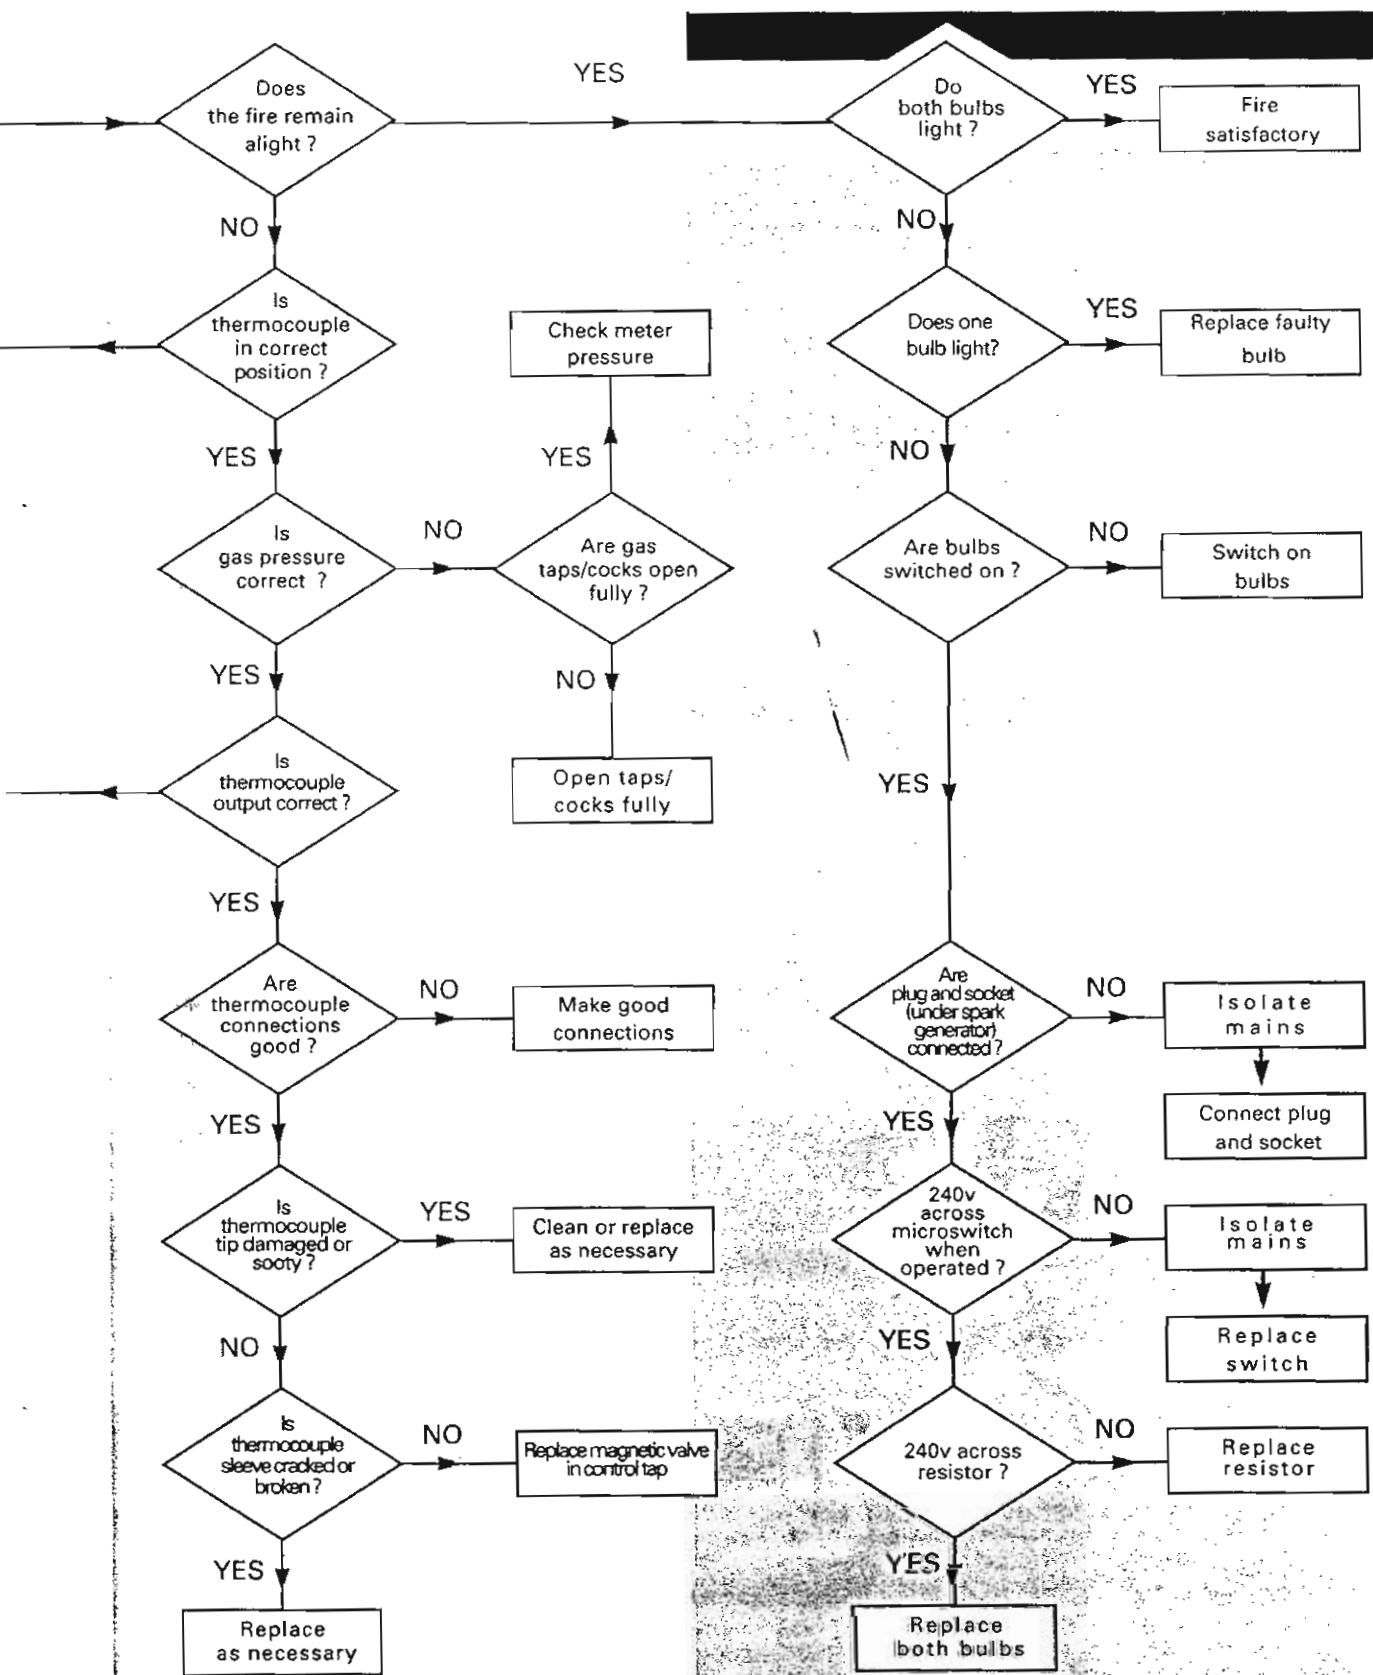 Does
the fire remain
alight ?
YES
NO
Is
thermocouple
in correct
position ?
YES
Is
gas pressure
correct ?
NO
Are gas
taps/cocks open
fully ?
YES
Check meter
pressure
NO
Open taps/
cocks fully
YES
Is
thermocouple
output correct ?
YES
Are
thermocouple
connections
good ?
NO
Make good
connections
YES
Is
thermocouple
tip damaged or
sooty ?
YES
Clean or replace
as necessary
NO
Is
thermocouple
sleeve cracked or
broken ?
NO
Replace magnetic valve
in control tap
YES
Replace
as necessary
Do
both bulbs
light ?
YES
Fire
satisfactory
NO
Does one
bulb light?
YES
Replace faulty
bulb
NO
Are bulbs
switched on ?
NO
Switch on
bulbs
YES
Are
plug and socket
(under spark
generator)
connected ?
NO
Isolate
mains
Connect plug
and socket
YES
240v
across
microswitch
when
operated ?
NO
Isolate
mains
Replace
switch
YES
240v across
resistor ?
NO
Replace
resistor
YES
Replace
both bulbs